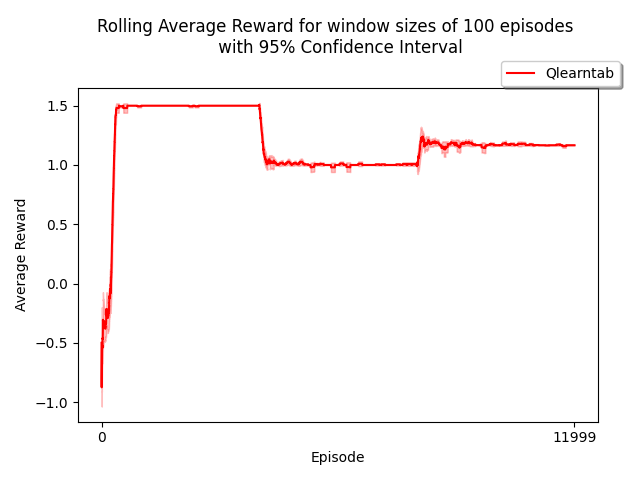 Rolling Average Reward for window sizes of 100 episodes
with 95% Confidence Interval
Qlearntab
1.5
1.0
0.5
0.0
−0.5
−1.0
Average Reward
0
11999
Episode